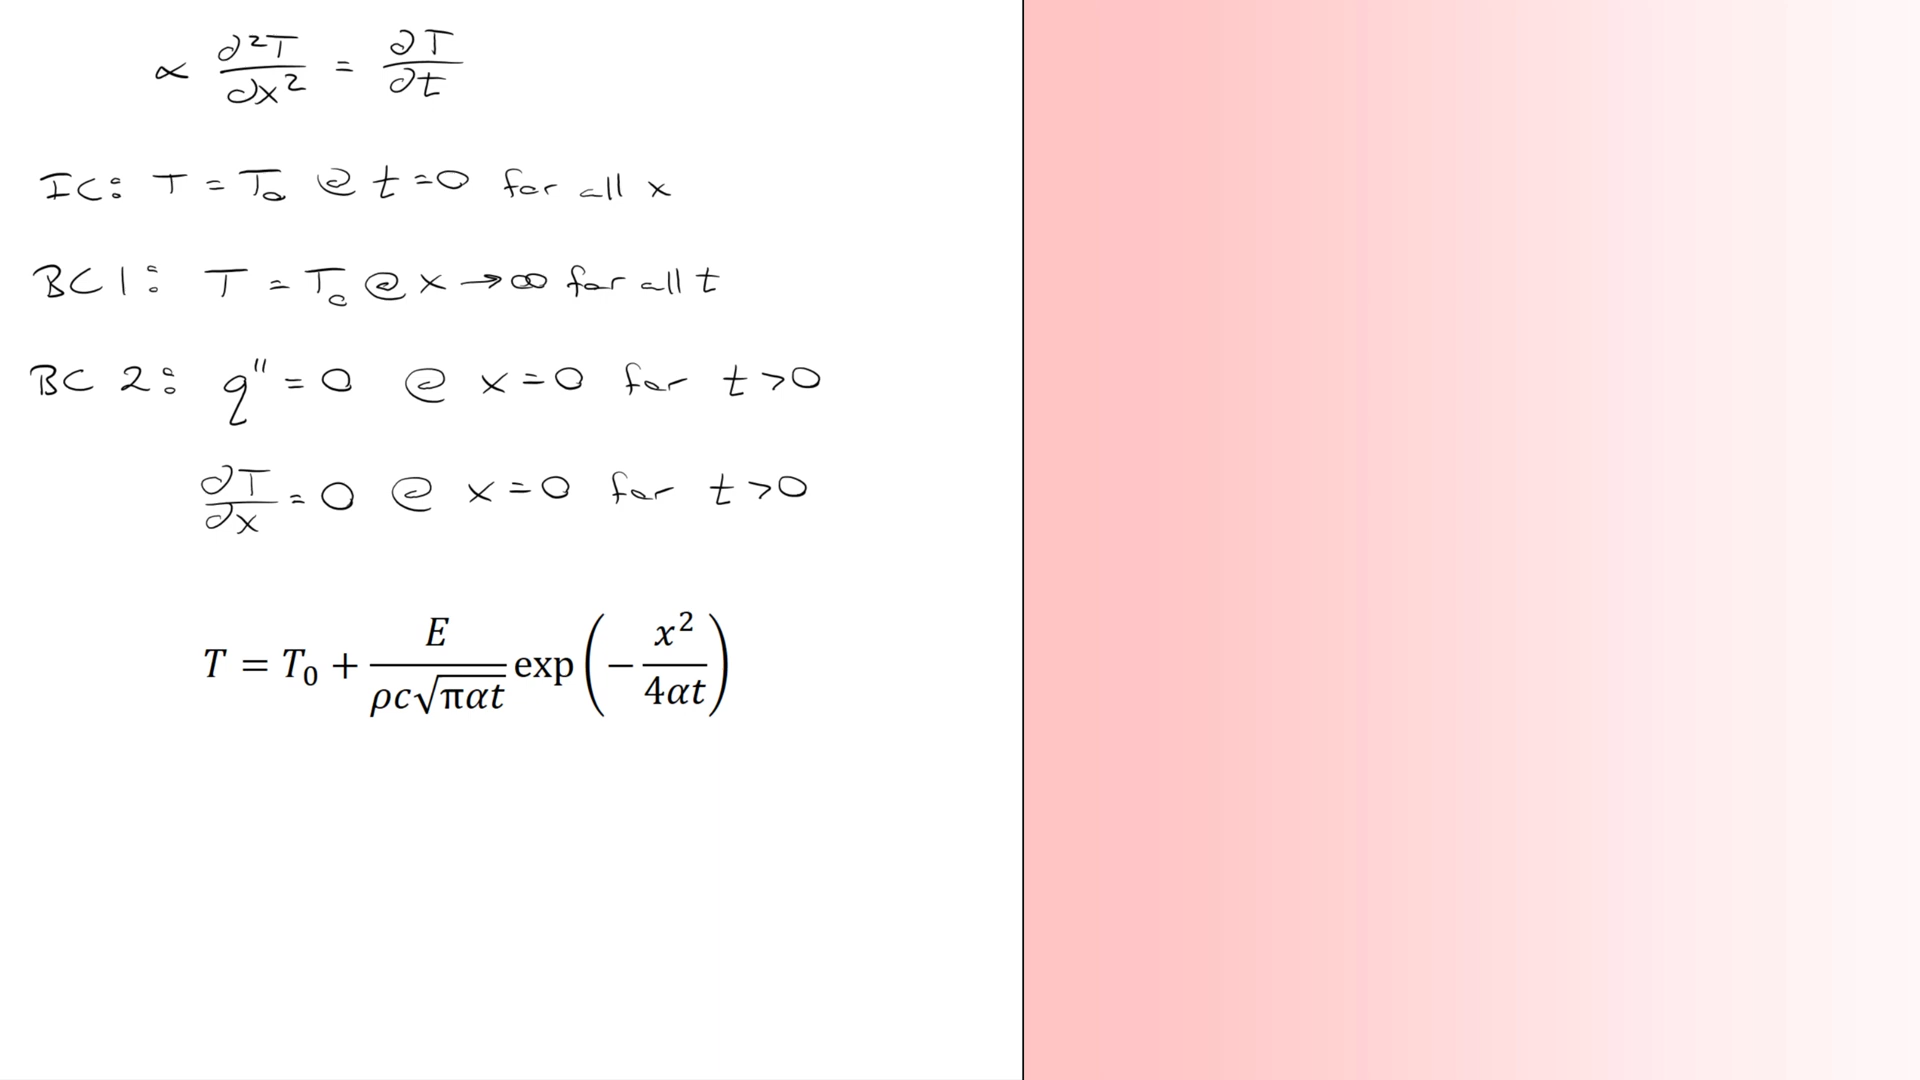 ∝ ∂²T/∂x² = ∂T/∂t
IC: T = T₀ @ t=0 for all x
BC 1: T = T₀ @ x→∞ for all t
BC 2: q″ = 0 @ x=0 for t>0
∂T/∂x = 0 @ x=0 for t>0
T = T₀ + E/(ρc√(παt)) exp(−x²/(4αt))